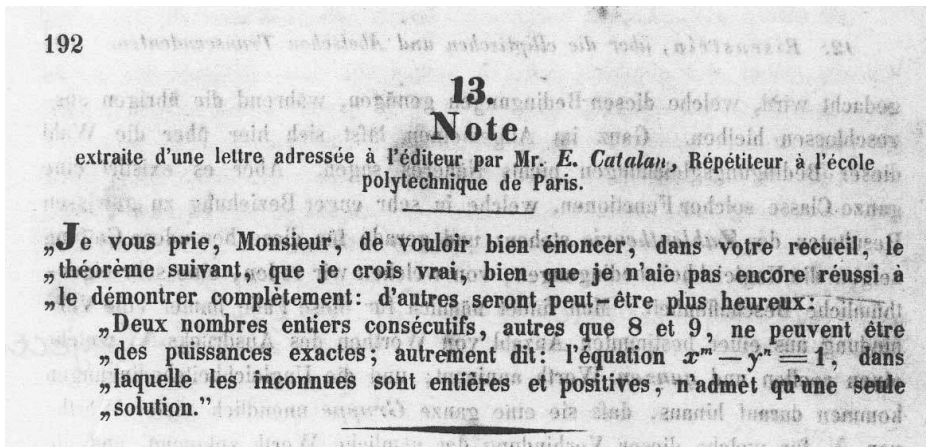 192
13.
Note
extraite d'une lettre adressée à l'éditeur par Mr. E. Catalan, Répétiteur à l'école
polytechnique de Paris.
„Je vous prie, Monsieur, de vouloir bien énoncer, dans votre recueil, le
„théorème suivant, que je crois vrai, bien que je n'aie pas encore réussi à
„le démontrer complètement: d'autres seront peut-être plus heureux:
„Deux nombres entiers consécutifs, autres que 8 et 9, ne peuvent être
„des puissances exactes; autrement dit: l'équation xᵐ — yⁿ = 1, dans
„laquelle les inconnues sont entières et positives, n'admèt qu'une seule
„solution."